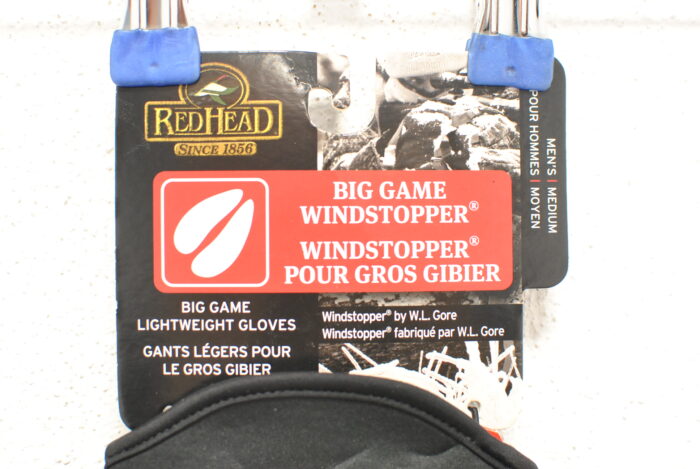 REDHEAD
SINCE 1856
BIG GAME
WINDSTOPPER®
WINDSTOPPER®
POUR GROS GIBIER
BIG GAME
LIGHTWEIGHT GLOVES
GANTS LÉGERS POUR
LE GROS GIBIER
Windstopper® by W.L. Gore
Windstopper® fabriqué par W.L. Gore
MEN'S | MEDIUM
POUR HOMMES | MOYEN